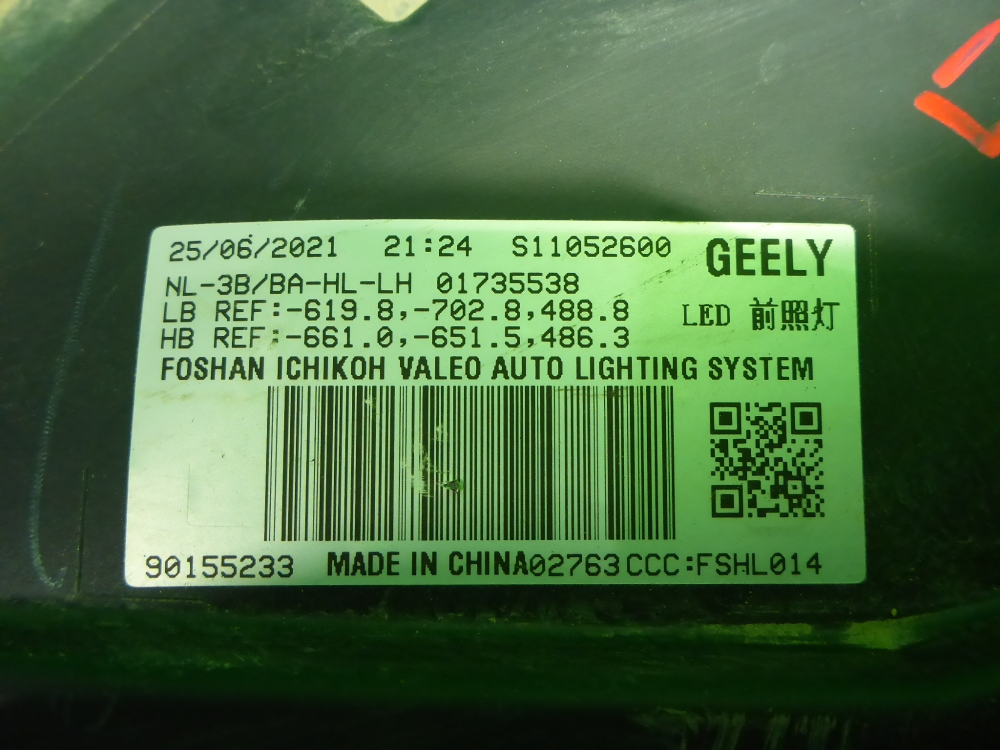 25/06/2021 21:24 S11052600 GEELY
NL-3B/BA-HL-LH 01735538
LB REF:-619.8,-702.8,488.8 LED 前照灯
HB REF:-661.0,-651.5,486.3
FOSHAN ICHIKOH VALEO AUTO LIGHTING SYSTEM
90155233 MADE IN CHINA02763 CCC:FSHL014